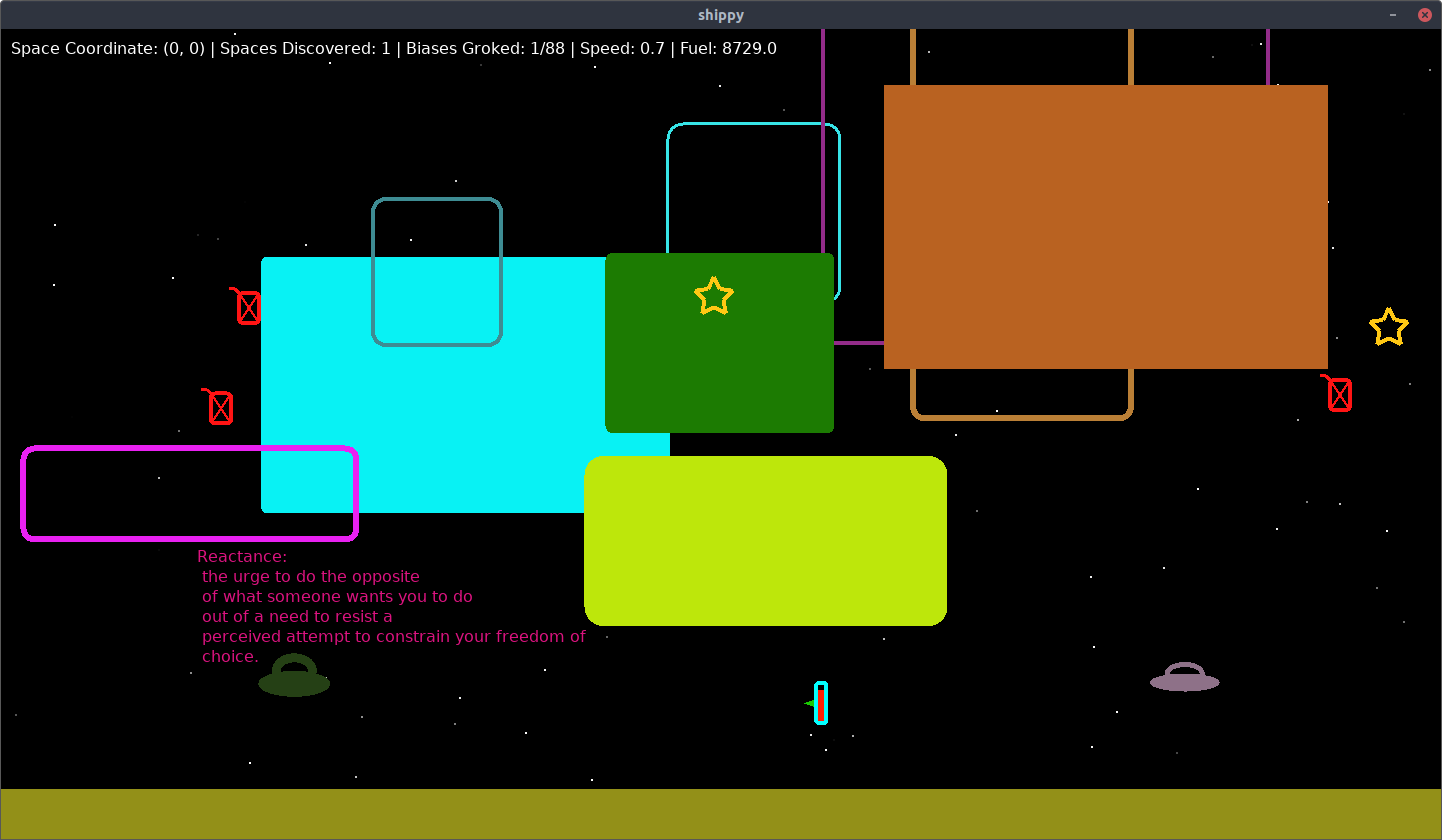 shippy
Space Coordinate: (0, 0) | Spaces Discovered: 1 | Biases Groked: 1/88 | Speed: 0.7 | Fuel: 8729.0
Reactance:
the urge to do the opposite
of what someone wants you to do
out of a need to resist a
perceived attempt to constrain your freedom of
choice.